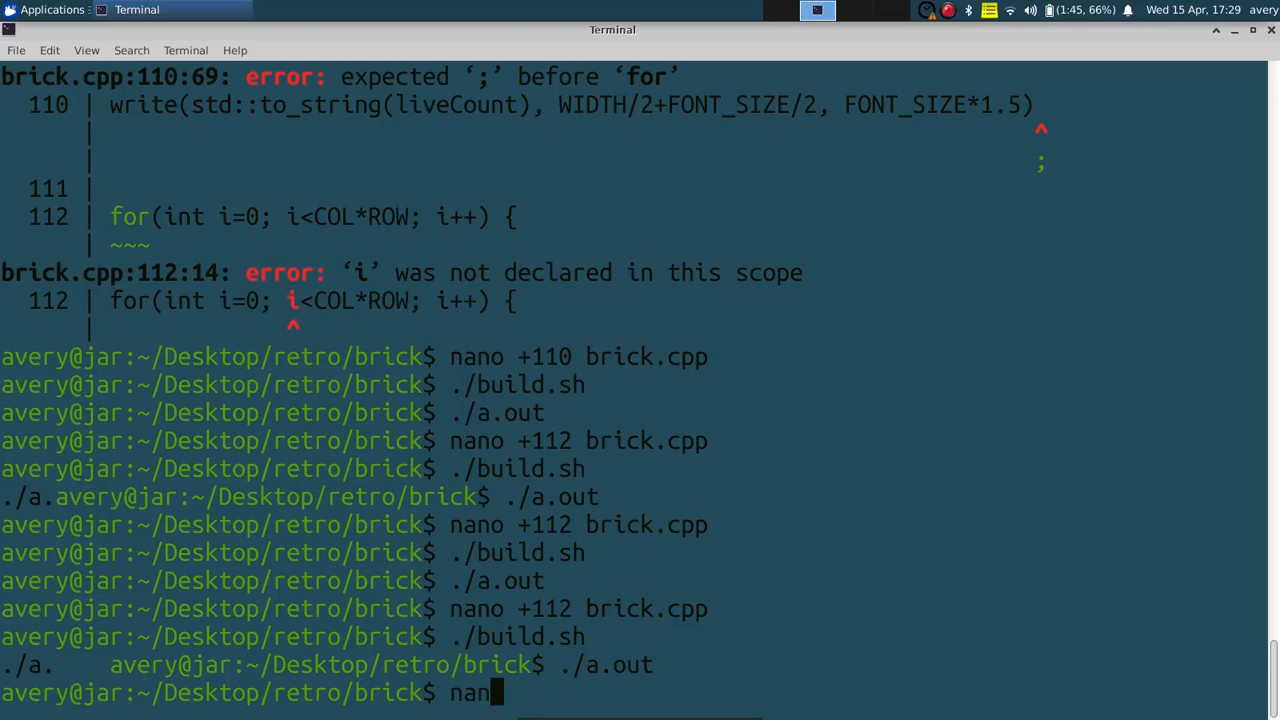 Applications
Terminal
(1:45, 66%)
Wed 15 Apr, 17:29
avery
Terminal
File Edit View Search Terminal Help
brick.cpp:110:69: error: expected ‘;’ before ‘for’
110 | write(std::to_string(liveCount), WIDTH/2+FONT_SIZE/2, FONT_SIZE*1.5)
| ^
| ;
111 |
112 | for(int i=0; i<COL*ROW; i++) {
| ~~~
brick.cpp:112:14: error: ‘i’ was not declared in this scope
112 | for(int i=0; i<COL*ROW; i++) {
| ^
avery@jar:~/Desktop/retro/brick$ nano +110 brick.cpp
avery@jar:~/Desktop/retro/brick$ ./build.sh
avery@jar:~/Desktop/retro/brick$ ./a.out
avery@jar:~/Desktop/retro/brick$ nano +112 brick.cpp
avery@jar:~/Desktop/retro/brick$ ./build.sh
./a.avery@jar:~/Desktop/retro/brick$ ./a.out
avery@jar:~/Desktop/retro/brick$ nano +112 brick.cpp
avery@jar:~/Desktop/retro/brick$ ./build.sh
avery@jar:~/Desktop/retro/brick$ ./a.out
avery@jar:~/Desktop/retro/brick$ nano +112 brick.cpp
avery@jar:~/Desktop/retro/brick$ ./build.sh
./a. avery@jar:~/Desktop/retro/brick$ ./a.out
avery@jar:~/Desktop/retro/brick$ nan